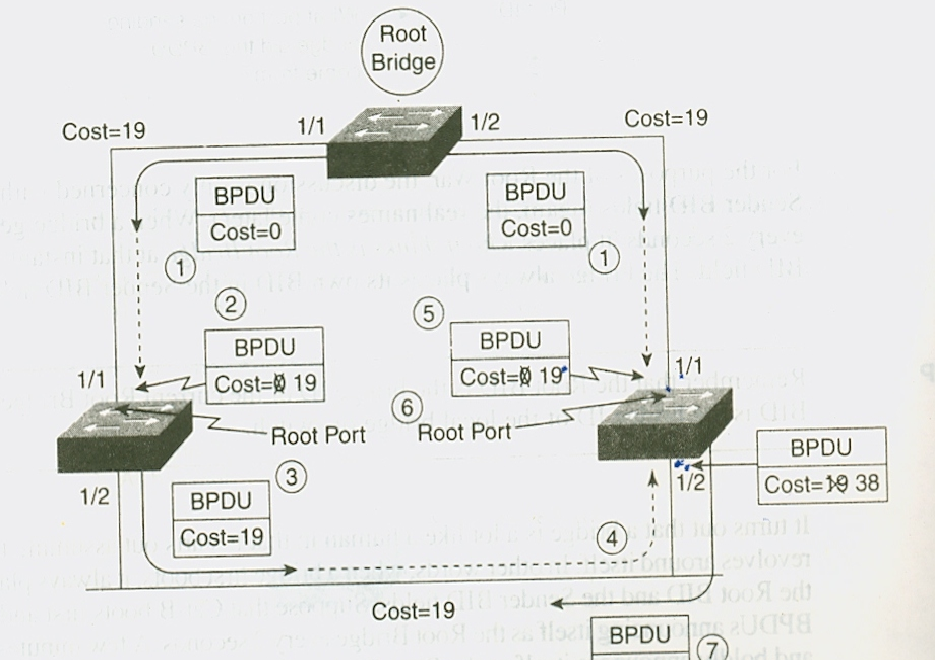 Root
Bridge
Cost=19
1/1
1/2
Cost=19
BPDU
Cost=0
BPDU
Cost=0
1
1
2
5
BPDU
Cost=0 19
BPDU
Cost=0 19
1/1
1/1
6
Root Port
Root Port
3
BPDU
Cost=19 38
1/2
1/2
BPDU
Cost=19
4
Cost=19
BPDU
7